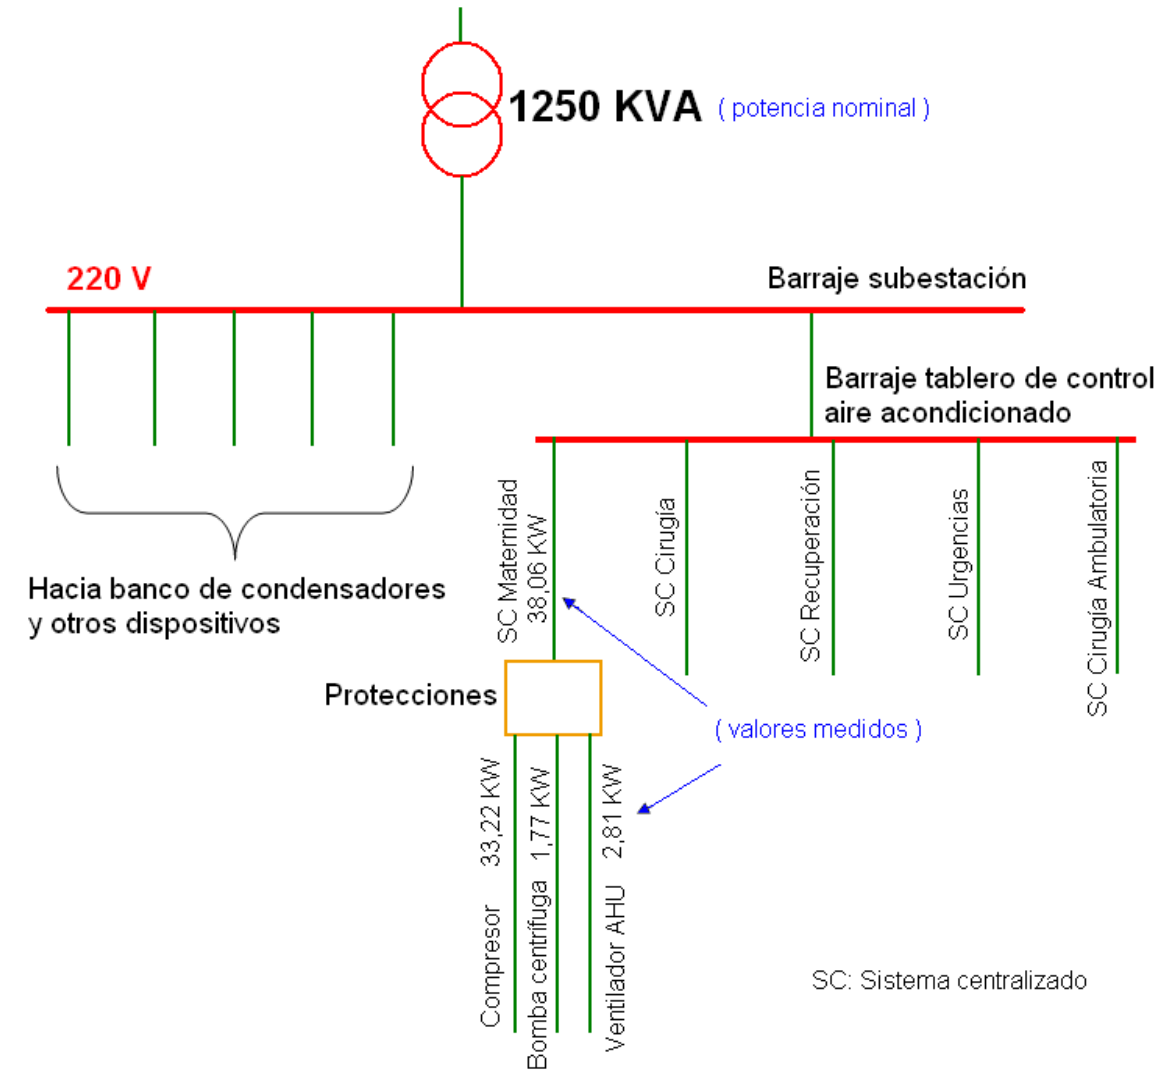 1250 KVA ( potencia nominal )
220 V
Barraje subestación
Barraje tablero de control
aire acondicionado
SC Maternidad
38,06 KW
SC Cirugía
SC Recuperación
SC Urgencias
SC Cirugía Ambulatoria
Hacia banco de condensadores
y otros dispositivos
Protecciones
( valores medidos )
Compresor 33,22 KW
Bomba centrífuga 1,77 KW
Ventilador AHU 2,81 KW
SC: Sistema centralizado